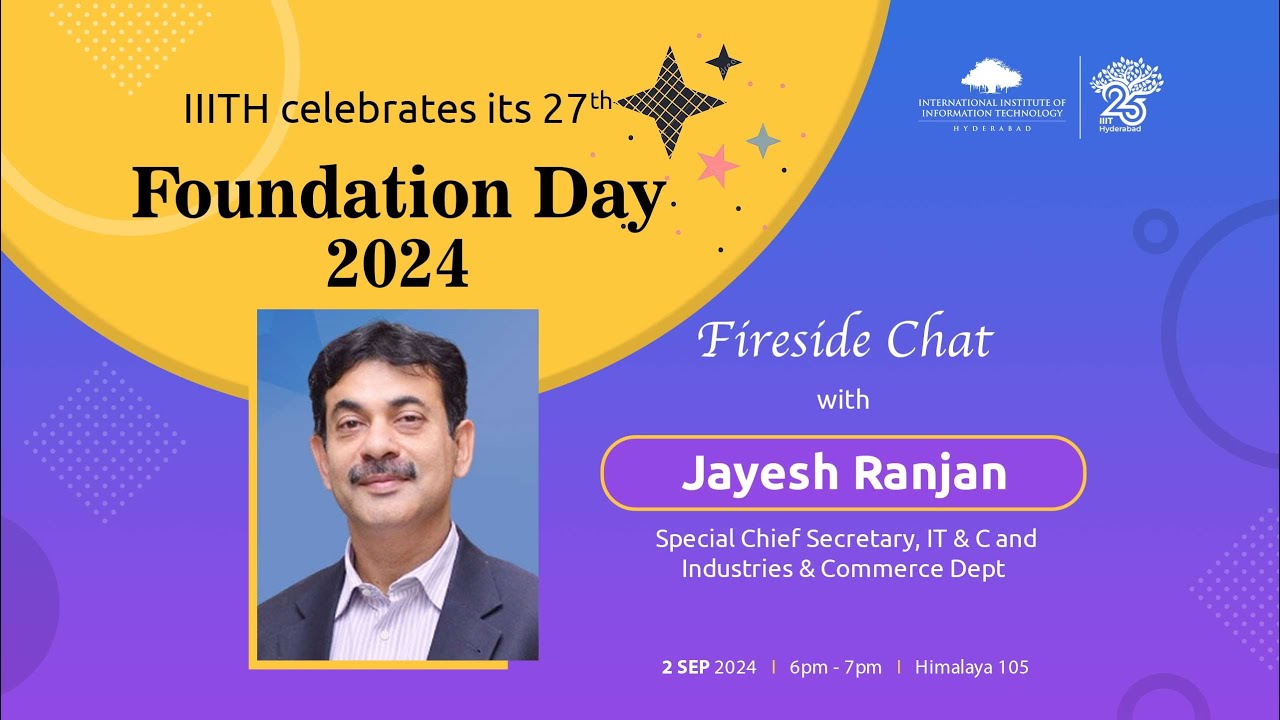 IIITH celebrates its 27th
Foundation Day
2024
INTERNATIONAL INSTITUTE OF
INFORMATION TECHNOLOGY
HYDERABAD
25
IIIT
Hyderabad
Fireside Chat
with
Jayesh Ranjan
Special Chief Secretary, IT & C and
Industries & Commerce Dept
2 SEP 2024 | 6pm - 7pm | Himalaya 105